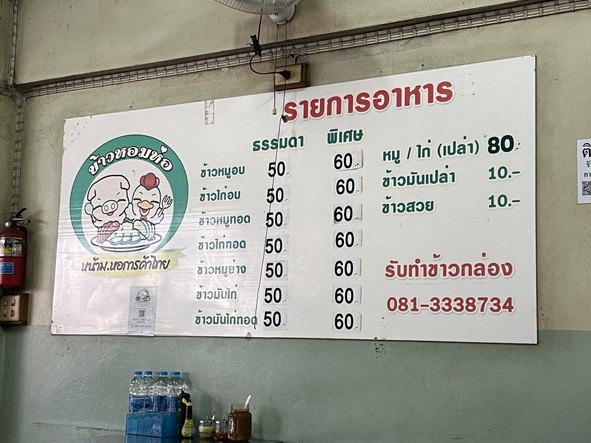 รายการอาหาร
ข้าวหอมห่อ
หน้าม.หอการค้าไทย
ธรรมดา พิเศษ
ข้าวหมูอบ 50 60
ข้าวไก่อบ 50 60
ข้าวหมูทอด 50 60
ข้าวไก่ทอด 50 60
ข้าวหมูย่าง 50 60
ข้าวมันไก่ 50 60
ข้าวมันไก่ทอด 50 60
หมู / ไก่ (เปล่า) 80
ข้าวมันเปล่า 10.-
ข้าวสวย 10.-
รับทำข้าวกล่อง
081-3338734